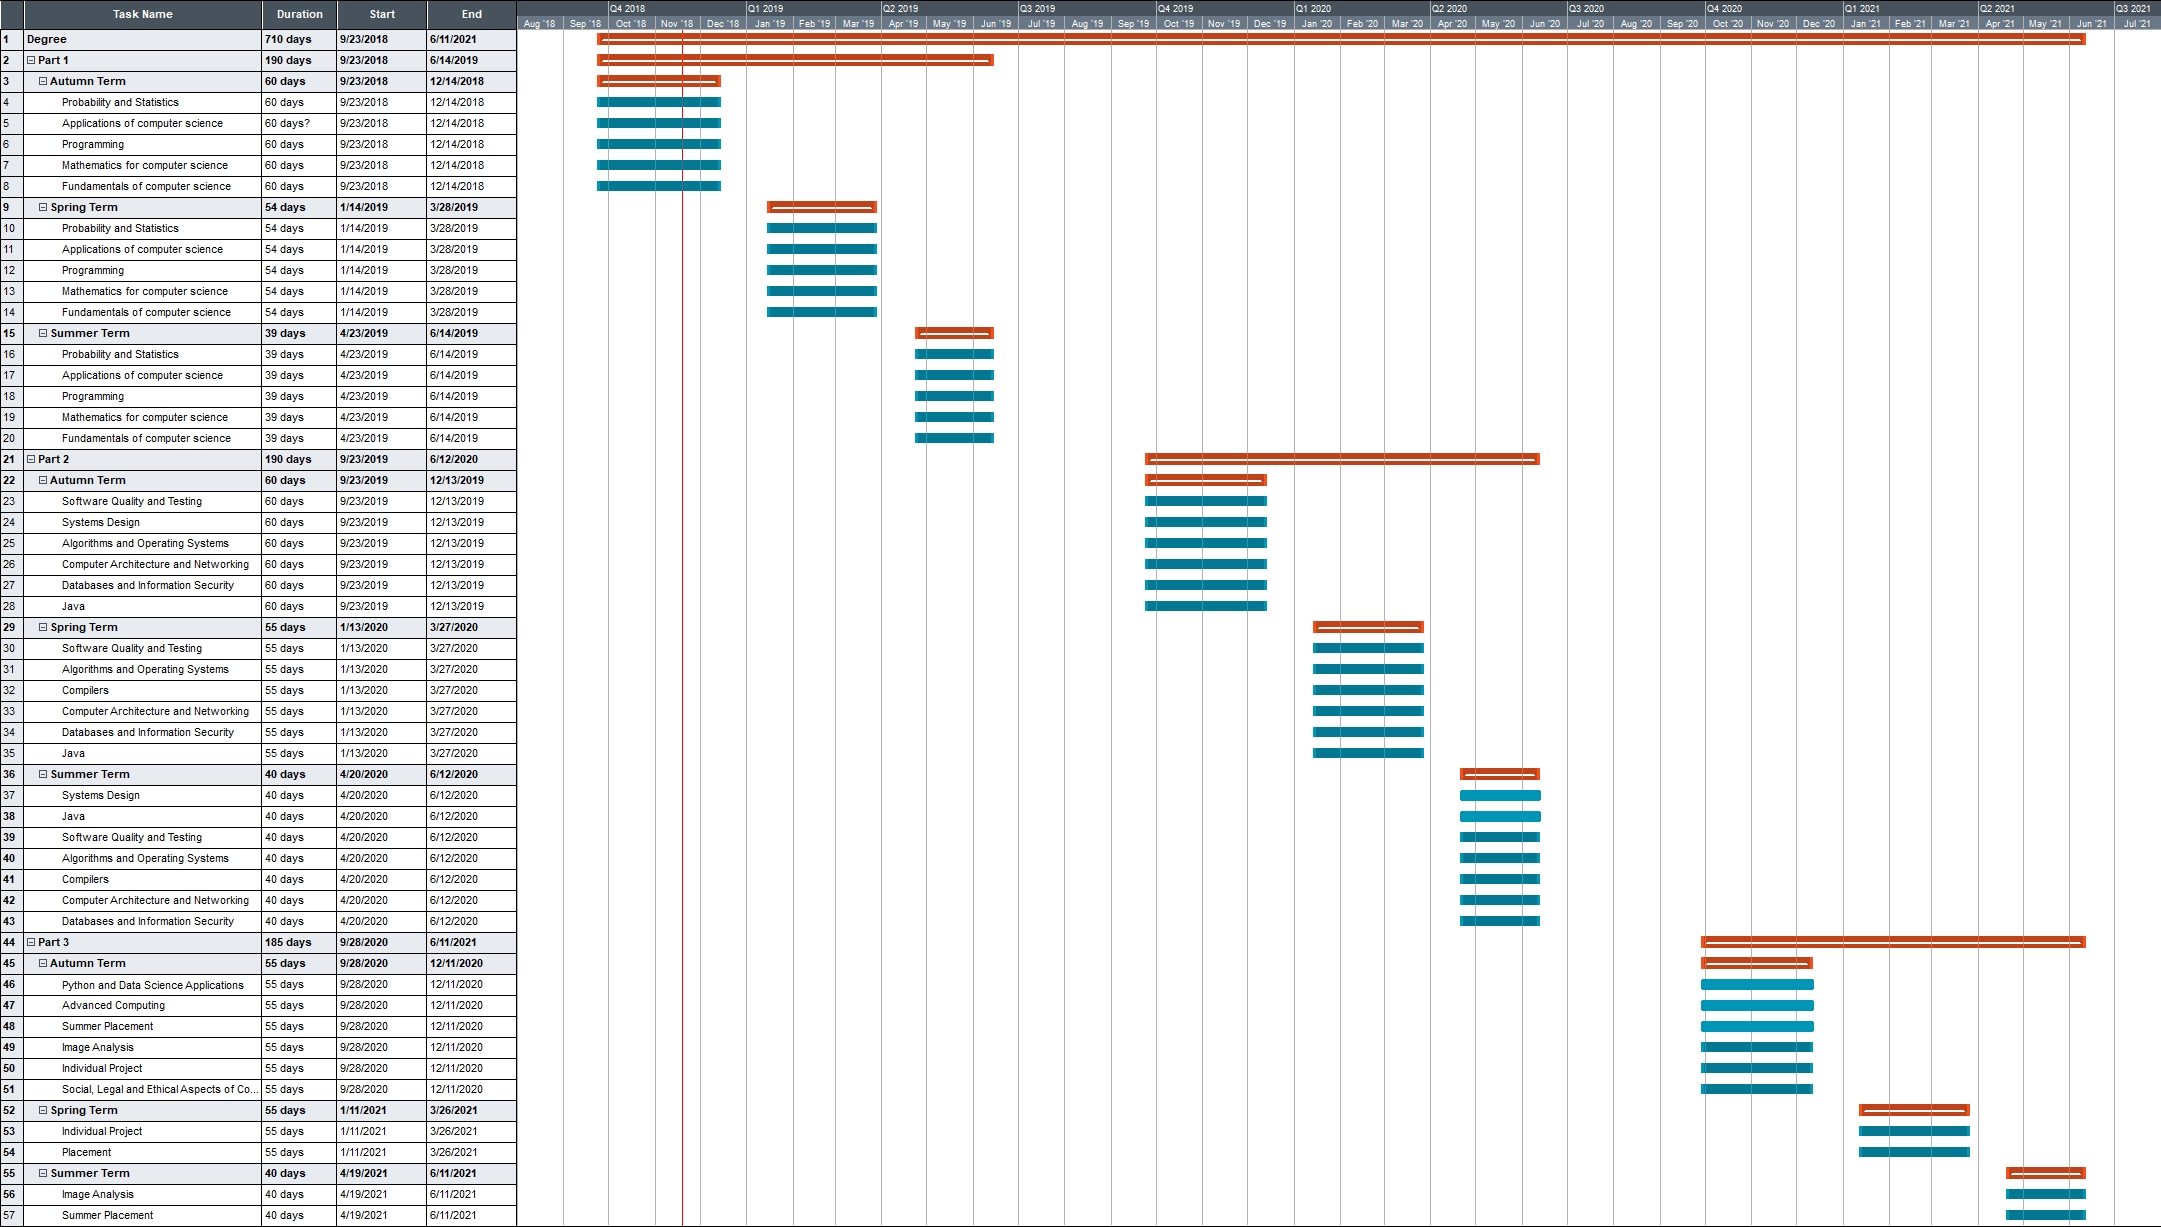 Task Name Duration Start End Q4 2018 Q1 2019 Q2 2019 Q3 2019 Q4 2019 Q1 2020 Q2 2020 Q3 2020 Q4 2020 Q1 2021 Q2 2021 Q3 2021
Aug '18 Sep '18 Oct '18 Nov '18 Dec '18 Jan '19 Feb '19 Mar '19 Apr '19 May '19 Jun '19 Jul '19 Aug '19 Sep '19 Oct '19 Nov '19 Dec '19 Jan '20 Feb '20 Mar '20 Apr '20 May '20 Jun '20 Jul '20 Aug '20 Sep '20 Oct '20 Nov '20 Dec '20 Jan '21 Feb '21 Mar '21 Apr '21 May '21 Jun '21 Jul '21
1 Degree 710 days 9/23/2018 6/11/2021
2 Part 1 190 days 9/23/2018 6/14/2019
3 Autumn Term 60 days 9/23/2018 12/14/2018
4 Probability and Statistics 60 days 9/23/2018 12/14/2018
5 Applications of computer science 60 days? 9/23/2018 12/14/2018
6 Programming 60 days 9/23/2018 12/14/2018
7 Mathematics for computer science 60 days 9/23/2018 12/14/2018
8 Fundamentals of computer science 60 days 9/23/2018 12/14/2018
9 Spring Term 54 days 1/14/2019 3/28/2019
10 Probability and Statistics 54 days 1/14/2019 3/28/2019
11 Applications of computer science 54 days 1/14/2019 3/28/2019
12 Programming 54 days 1/14/2019 3/28/2019
13 Mathematics for computer science 54 days 1/14/2019 3/28/2019
14 Fundamentals of computer science 54 days 1/14/2019 3/28/2019
15 Summer Term 39 days 4/23/2019 6/14/2019
16 Probability and Statistics 39 days 4/23/2019 6/14/2019
17 Applications of computer science 39 days 4/23/2019 6/14/2019
18 Programming 39 days 4/23/2019 6/14/2019
19 Mathematics for computer science 39 days 4/23/2019 6/14/2019
20 Fundamentals of computer science 39 days 4/23/2019 6/14/2019
21 Part 2 190 days 9/23/2019 6/12/2020
22 Autumn Term 60 days 9/23/2019 12/13/2019
23 Software Quality and Testing 60 days 9/23/2019 12/13/2019
24 Systems Design 60 days 9/23/2019 12/13/2019
25 Algorithms and Operating Systems 60 days 9/23/2019 12/13/2019
26 Computer Architecture and Networking 60 days 9/23/2019 12/13/2019
27 Databases and Information Security 60 days 9/23/2019 12/13/2019
28 Java 60 days 9/23/2019 12/13/2019
29 Spring Term 55 days 1/13/2020 3/27/2020
30 Software Quality and Testing 55 days 1/13/2020 3/27/2020
31 Algorithms and Operating Systems 55 days 1/13/2020 3/27/2020
32 Compilers 55 days 1/13/2020 3/27/2020
33 Computer Architecture and Networking 55 days 1/13/2020 3/27/2020
34 Databases and Information Security 55 days 1/13/2020 3/27/2020
35 Java 55 days 1/13/2020 3/27/2020
36 Summer Term 40 days 4/20/2020 6/12/2020
37 Systems Design 40 days 4/20/2020 6/12/2020
38 Java 40 days 4/20/2020 6/12/2020
39 Software Quality and Testing 40 days 4/20/2020 6/12/2020
40 Algorithms and Operating Systems 40 days 4/20/2020 6/12/2020
41 Compilers 40 days 4/20/2020 6/12/2020
42 Computer Architecture and Networking 40 days 4/20/2020 6/12/2020
43 Databases and Information Security 40 days 4/20/2020 6/12/2020
44 Part 3 185 days 9/28/2020 6/11/2021
45 Autumn Term 55 days 9/28/2020 12/11/2020
46 Python and Data Science Applications 55 days 9/28/2020 12/11/2020
47 Advanced Computing 55 days 9/28/2020 12/11/2020
48 Summer Placement 55 days 9/28/2020 12/11/2020
49 Image Analysis 55 days 9/28/2020 12/11/2020
50 Individual Project 55 days 9/28/2020 12/11/2020
51 Social, Legal and Ethical Aspects of Co... 55 days 9/28/2020 12/11/2020
52 Spring Term 55 days 1/11/2021 3/26/2021
53 Individual Project 55 days 1/11/2021 3/26/2021
54 Placement 55 days 1/11/2021 3/26/2021
55 Summer Term 40 days 4/19/2021 6/11/2021
56 Image Analysis 40 days 4/19/2021 6/11/2021
57 Summer Placement 40 days 4/19/2021 6/11/2021